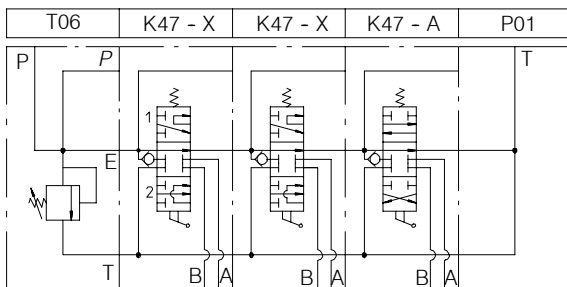 T06 K47 - X K47 - X K47 - A P01
P P T
1
E
2
T B A B A B A